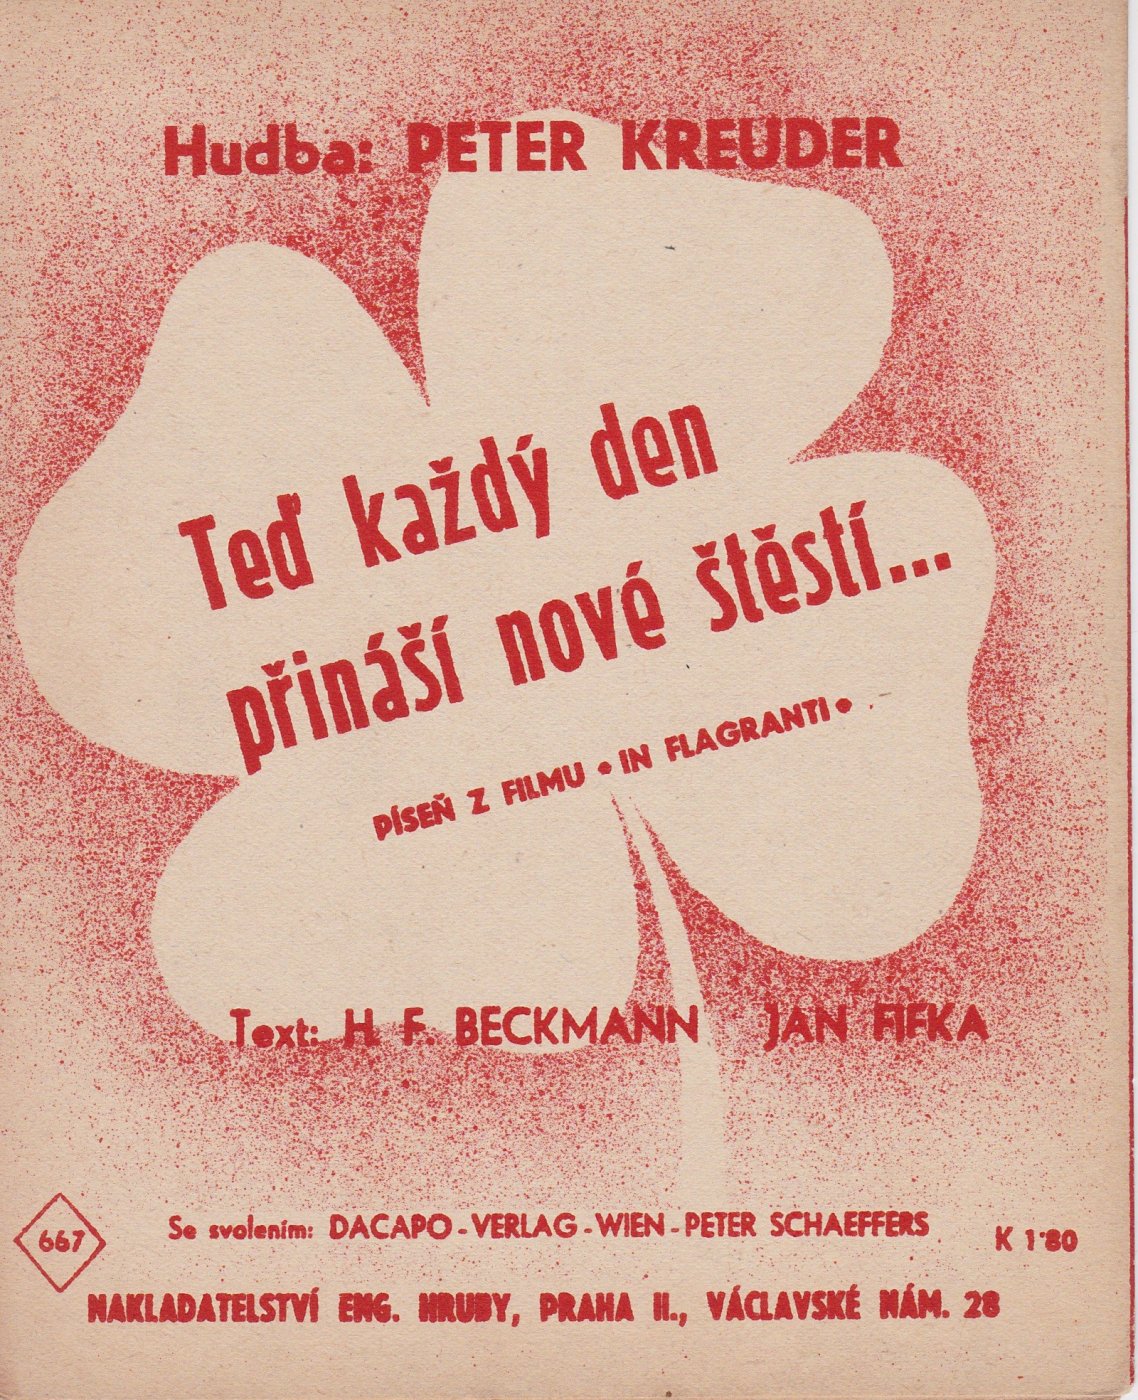 Hudba: PETER KREUDER
Teď každý den
přináší nové štěstí...
PÍSEŇ Z FILMU • IN FLAGRANTI •
Text: H. F. BECKMANN JAN FIFKA
667
Se svolením: DACAPO-VERLAG-WIEN-PETER SCHAEFFERS
K 1·80
NAKLADATELSTVÍ ENG. HRUBY, PRAHA II., VÁCLAVSKÉ NÁM. 28